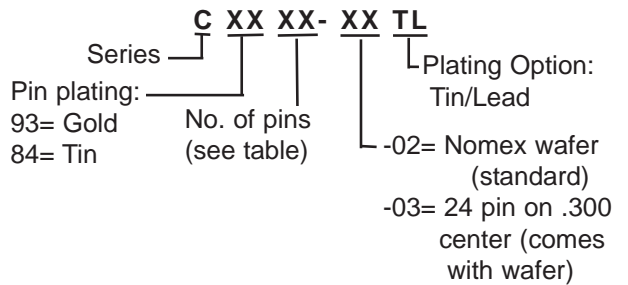 C XX XX- XX TL
Series
Pin plating:
93= Gold
84= Tin
No. of pins
(see table)
Plating Option:
Tin/Lead
-02= Nomex wafer
(standard)
-03= 24 pin on .300
center (comes
with wafer)